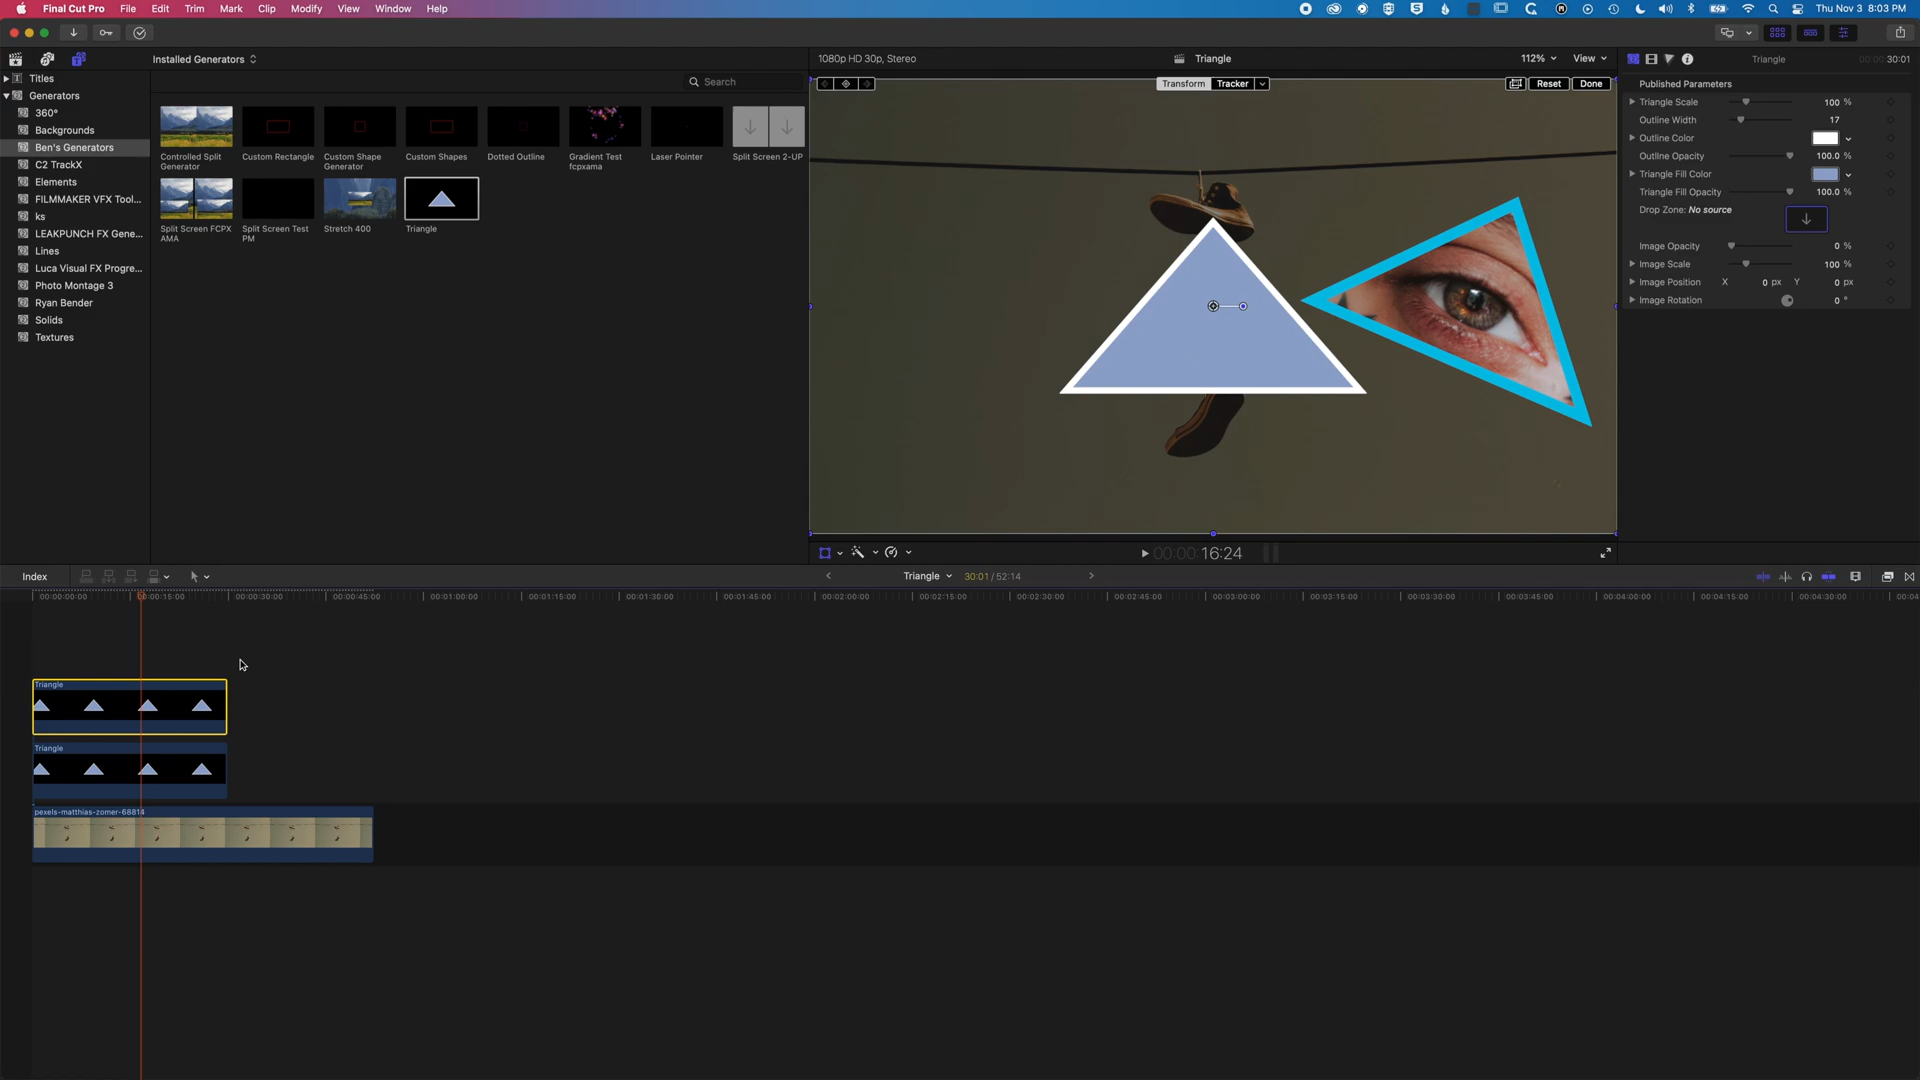 Final Cut Pro File Edit Trim Mark Clip Modify View Window Help
Thu Nov 3 8:03 PM
Installed Generators
1080p HD 30p, Stereo
Triangle
112%
View
Triangle
30:01
Titles
Generators
360°
Backgrounds
Ben's Generators
C2 TrackX
Elements
FILMMAKER VFX Tool...
ks
LEAKPUNCH FX Gene...
Lines
Luca Visual FX Progre...
Photo Montage 3
Ryan Bender
Solids
Textures
Search
Controlled Split Generator
Custom Rectangle
Custom Shape Generator
Custom Shapes
Dotted Outline
Gradient Test fcpxama
Laser Pointer
Split Screen 2-UP
Split Screen FCPX AMA
Split Screen Test PM
Stretch 400
Triangle
Transform
Tracker
Reset
Done
Published Parameters
Triangle Scale 100 %
Outline Width 17
Outline Color
Outline Opacity 100.0 %
Triangle Fill Color
Triangle Fill Opacity 100.0 %
Drop Zone: No source
Image Opacity 0 %
Image Scale 100 %
Image Position X 0 px Y 0 px
Image Rotation 0 °
00:00:16:24
Index
Triangle
30:01 / 52:14
00:00:00:00
00:00:15:00
00:00:30:00
00:00:45:00
00:01:00:00
00:01:15:00
00:01:30:00
00:01:45:00
00:02:00:00
00:02:15:00
00:02:30:00
00:02:45:00
00:03:00:00
00:03:15:00
00:03:30:00
00:03:45:00
00:04:00:00
00:04:15:00
00:04:30:00
00:04
Triangle
Triangle
pexels-matthias-zomer-68814